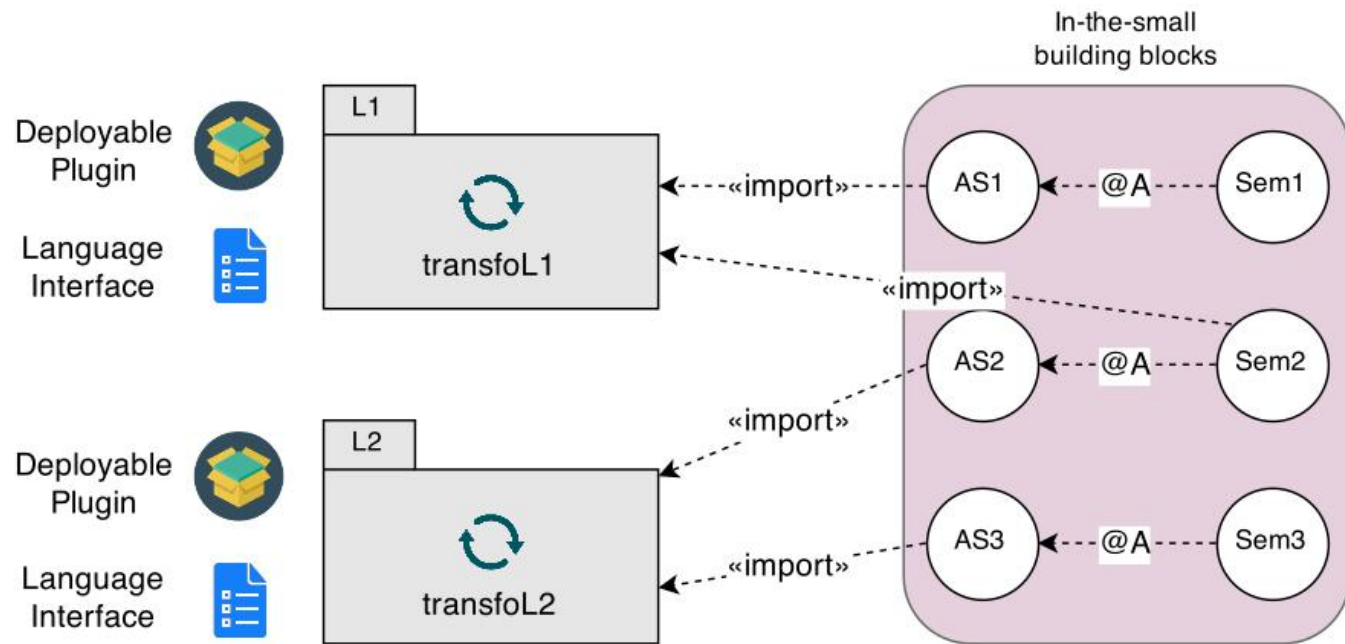 In-the-small
building blocks
Deployable
Plugin
L1
«import»
AS1
@A
Sem1
Language
Interface
transfoL1
«import»
AS2
@A
Sem2
«import»
Deployable
Plugin
L2
Language
Interface
transfoL2
«import»
AS3
@A
Sem3